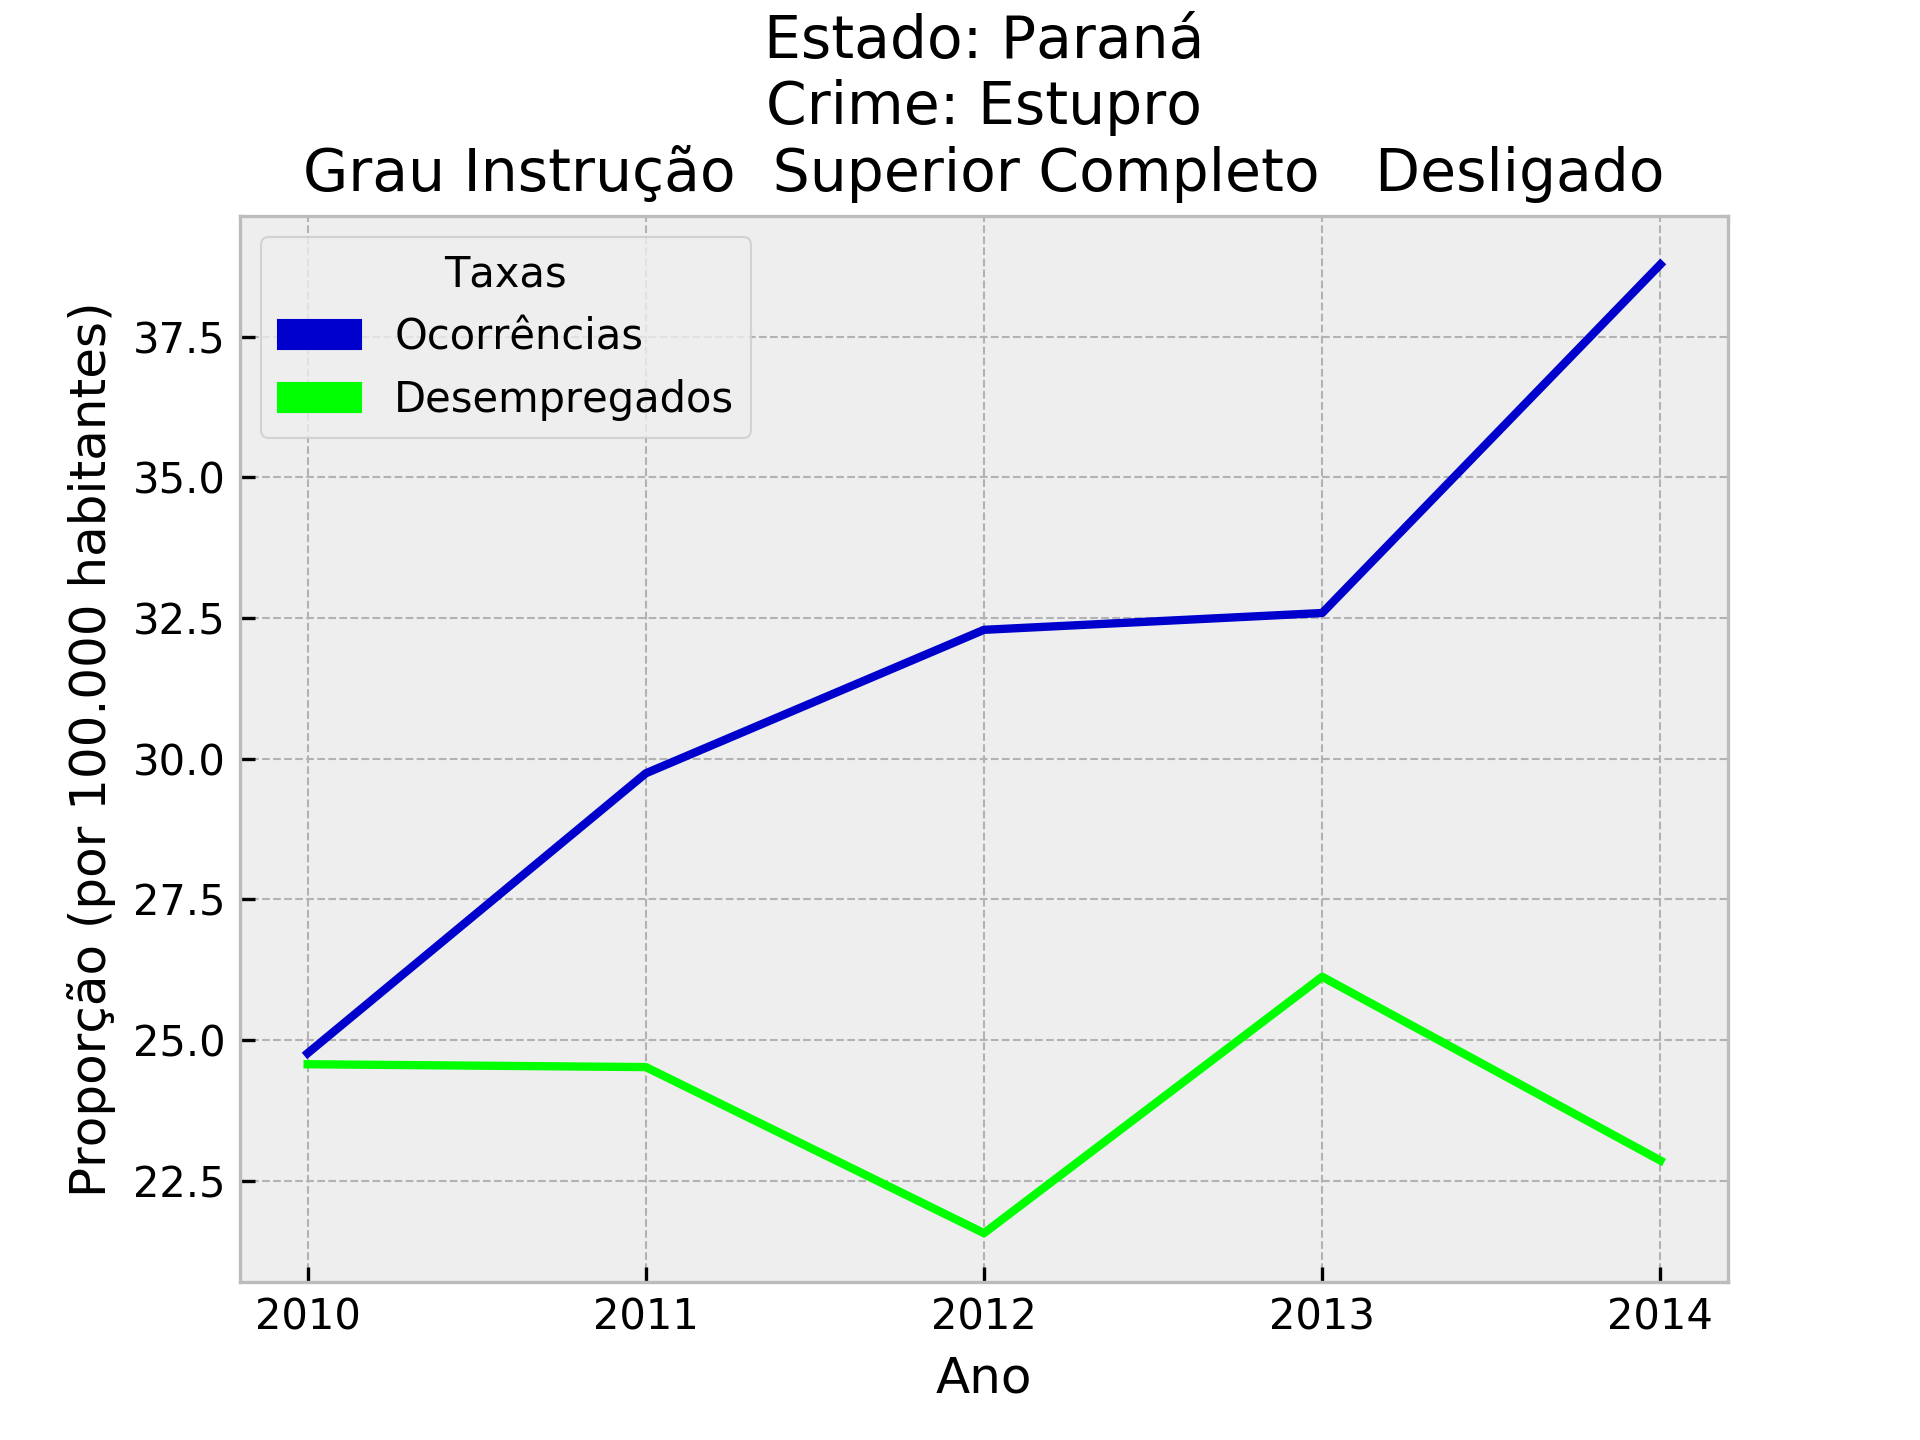 Estado: Paraná
Crime: Estupro
Grau Instrução  Superior Completo   Desligado
Taxas
Ocorrências
Desempregados
Proporção (por 100.000 habitantes)
37.5
35.0
32.5
30.0
27.5
25.0
22.5
2010 2011 2012 2013 2014
Ano